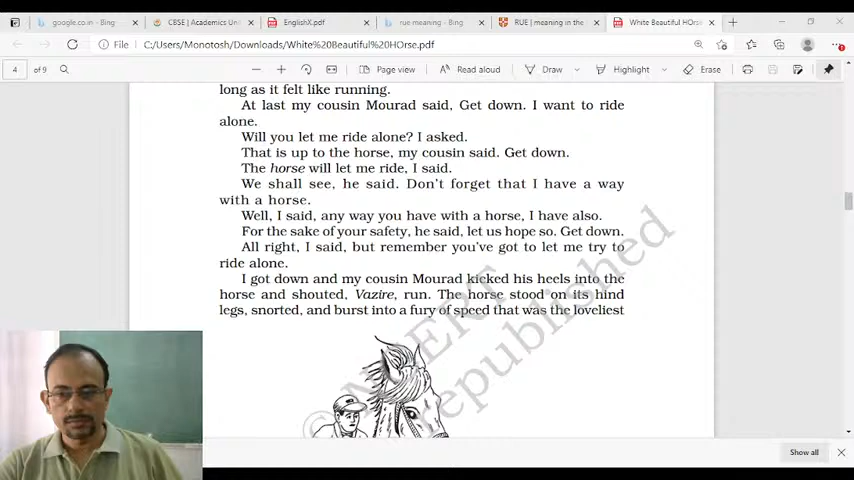 google.co.in - Bing
CBSE | Academics Uni
EnglishX.pdf
rue meaning - Bing
RUE | meaning in the
White Beautiful HOrse.pdf
File | C:/Users/Monotosh/Downloads/White%20Beautiful%20HOrse.pdf
4 of 9 Page view Read aloud Draw Highlight Erase
long as it felt like running.
At last my cousin Mourad said, Get down. I want to ride
alone.
Will you let me ride alone? I asked.
That is up to the horse, my cousin said. Get down.
The horse will let me ride, I said.
We shall see, he said. Don't forget that I have a way
with a horse.
Well, I said, any way you have with a horse, I have also.
For the sake of your safety, he said, let us hope so. Get down.
All right, I said, but remember you've got to let me try to
ride alone.
I got down and my cousin Mourad kicked his heels into the
horse and shouted, Vazire, run. The horse stood on its hind
legs, snorted, and burst into a fury of speed that was the loveliest
© NCERT
republished
Show all